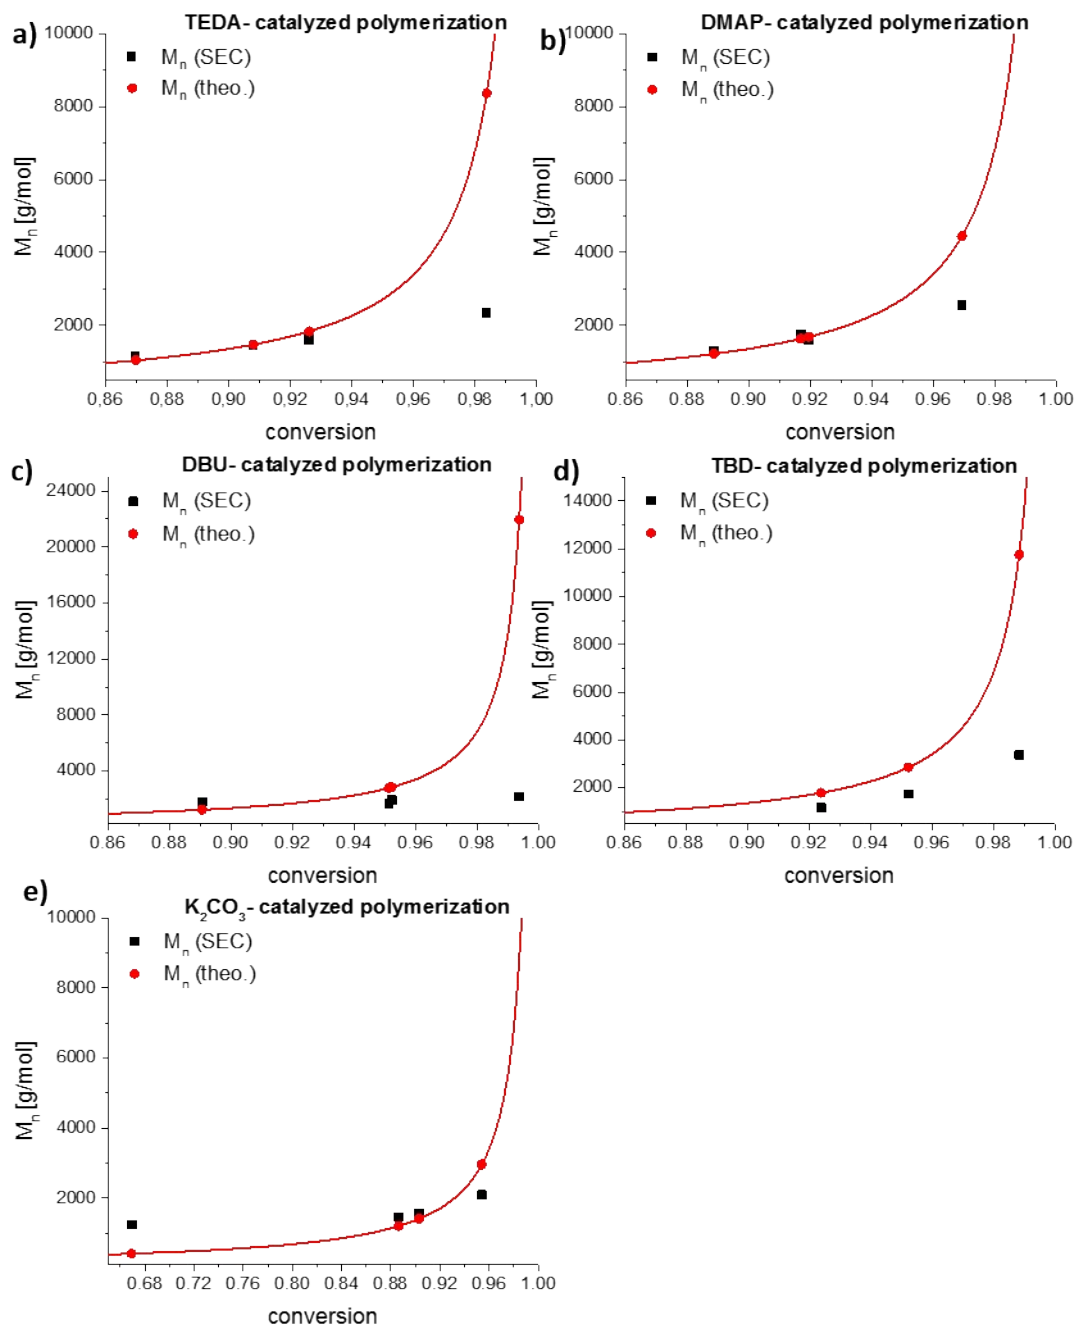 a)
TEDA- catalyzed polymerization
Mn (SEC)
Mn (theo.)
10000
8000
6000
4000
2000
Mn [g/mol]
0,86 0,88 0,90 0,92 0,94 0,96 0,98 1,00
conversion
b)
DMAP- catalyzed polymerization
Mn (SEC)
Mn (theo.)
10000
8000
6000
4000
2000
Mn [g/mol]
0.86 0.88 0.90 0.92 0.94 0.96 0.98 1.00
conversion
c)
DBU- catalyzed polymerization
Mn (SEC)
Mn (theo.)
24000
20000
16000
12000
8000
4000
Mn [g/mol]
0.86 0.88 0.90 0.92 0.94 0.96 0.98 1.00
conversion
d)
TBD- catalyzed polymerization
Mn (SEC)
Mn (theo.)
14000
12000
10000
8000
6000
4000
2000
Mn [g/mol]
0.86 0.88 0.90 0.92 0.94 0.96 0.98 1.00
conversion
e)
K2CO3- catalyzed polymerization
Mn (SEC)
Mn (theo.)
10000
8000
6000
4000
2000
Mn [g/mol]
0.68 0.72 0.76 0.80 0.84 0.88 0.92 0.96 1.00
conversion